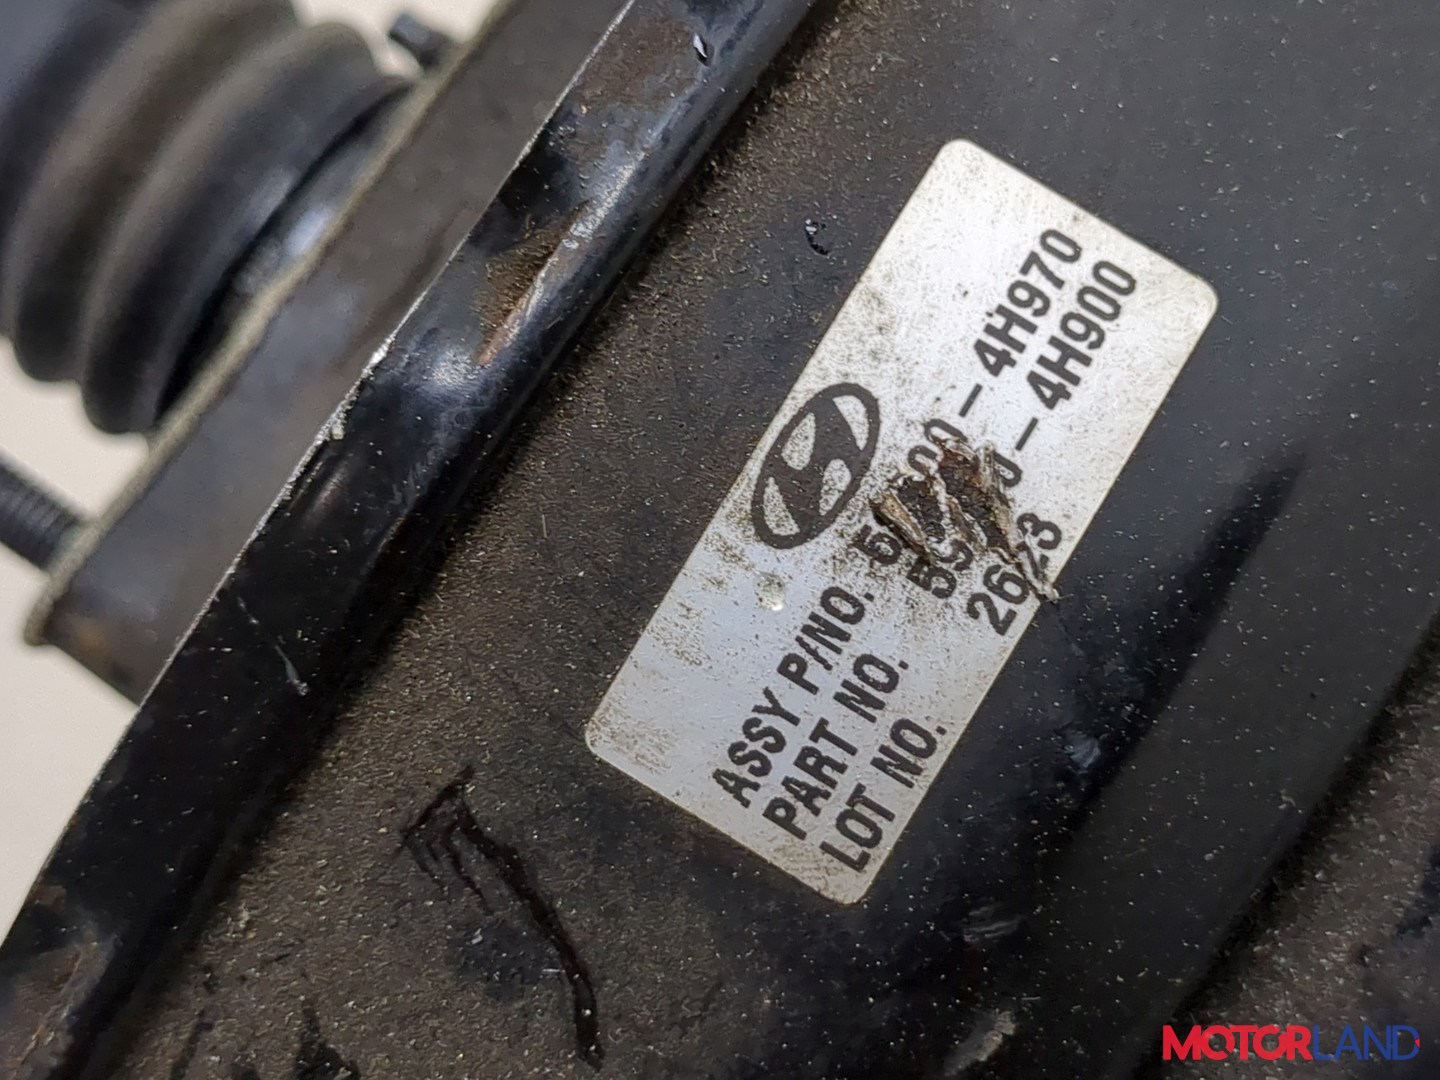 ASSY P/NO.
PART NO.
LOT NO.
-4H970
-4H900
MOTORLAND